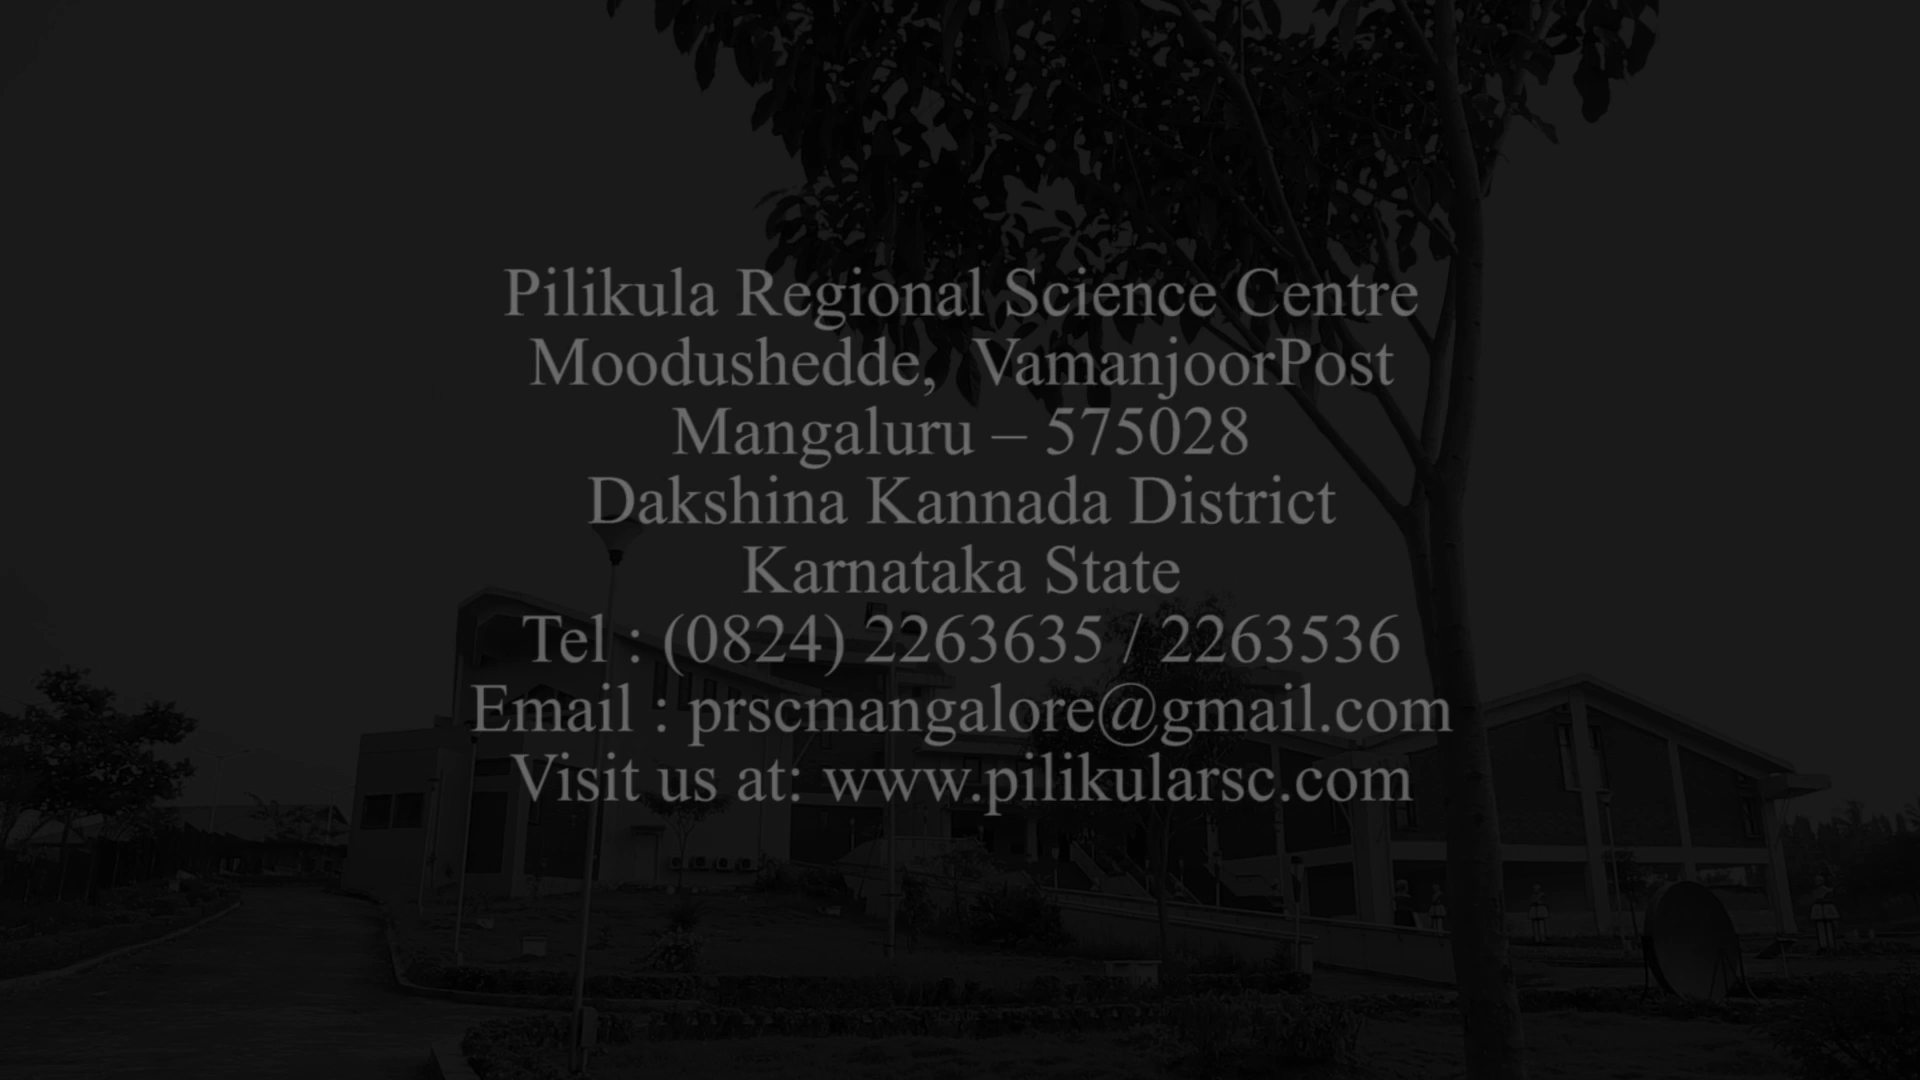 Pilikula Regional Science Centre
Moodushedde, VamanjoorPost
Mangaluru – 575028
Dakshina Kannada District
Karnataka State
Tel : (0824) 2263635 / 2263536
Email : prscmangalore@gmail.com
Visit us at: www.pilikularsc.com